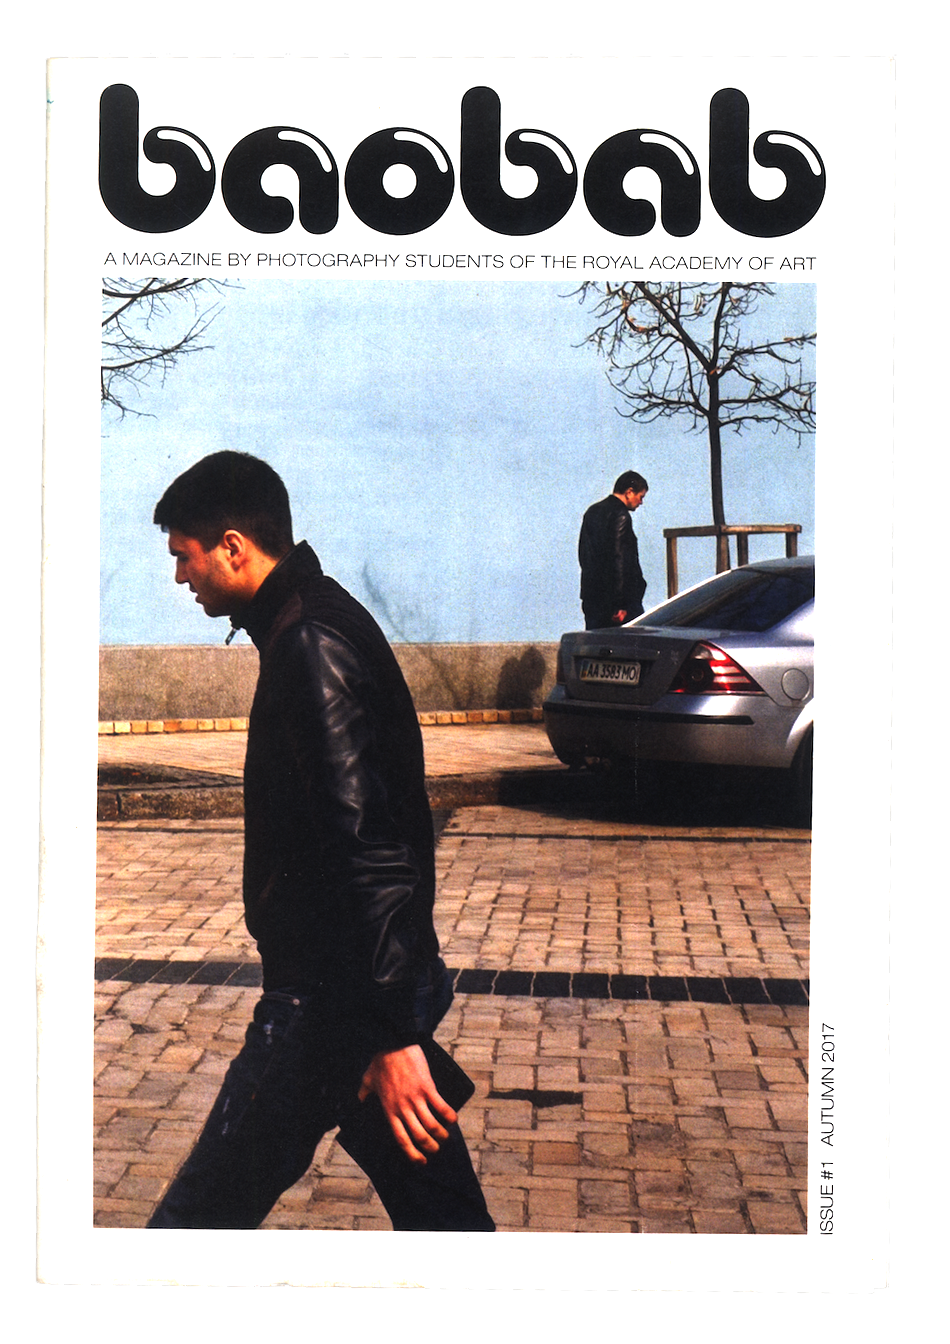 baobab
A MAGAZINE BY PHOTOGRAPHY STUDENTS OF THE ROYAL ACADEMY OF ART
AA 3583 MO
ISSUE #1 AUTUMN 2017